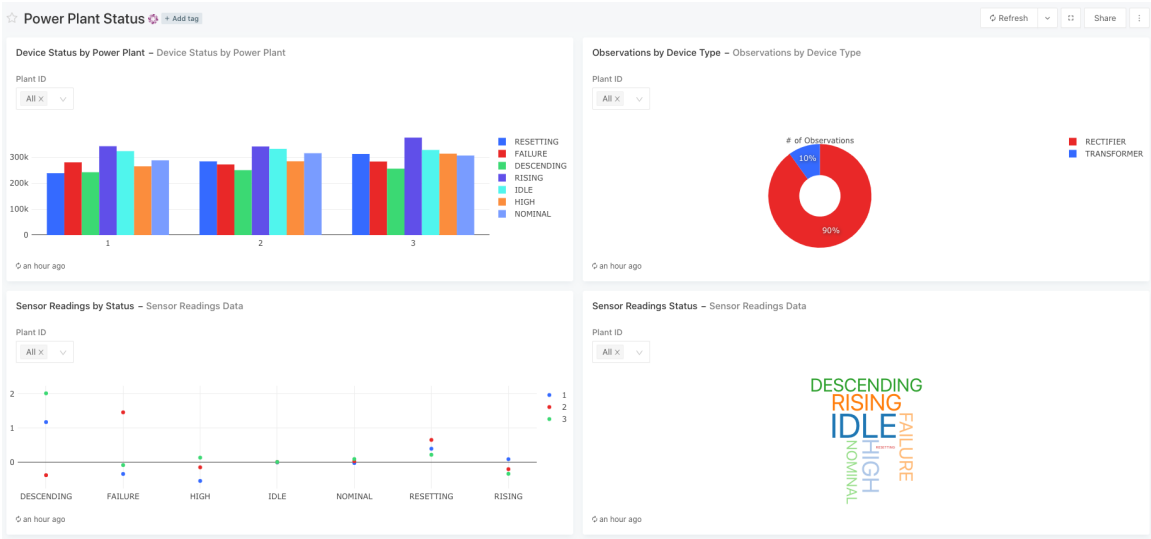 Power Plant Status
+ Add tag
Refresh
Share
Device Status by Power Plant – Device Status by Power Plant
Plant ID
All ×
RESETTING
FAILURE
DESCENDING
RISING
IDLE
HIGH
NOMINAL
300k
200k
100k
0
1
2
3
an hour ago
Observations by Device Type – Observations by Device Type
Plant ID
All ×
# of Observations
10%
90%
RECTIFIER
TRANSFORMER
an hour ago
Sensor Readings by Status – Sensor Readings Data
Plant ID
All ×
2
1
0
1
2
3
DESCENDING
FAILURE
HIGH
IDLE
NOMINAL
RESETTING
RISING
an hour ago
Sensor Readings Status – Sensor Readings Data
Plant ID
All ×
DESCENDING
RISING
IDLE
FAILURE
NOMINAL
HIGH
RESETTING
an hour ago